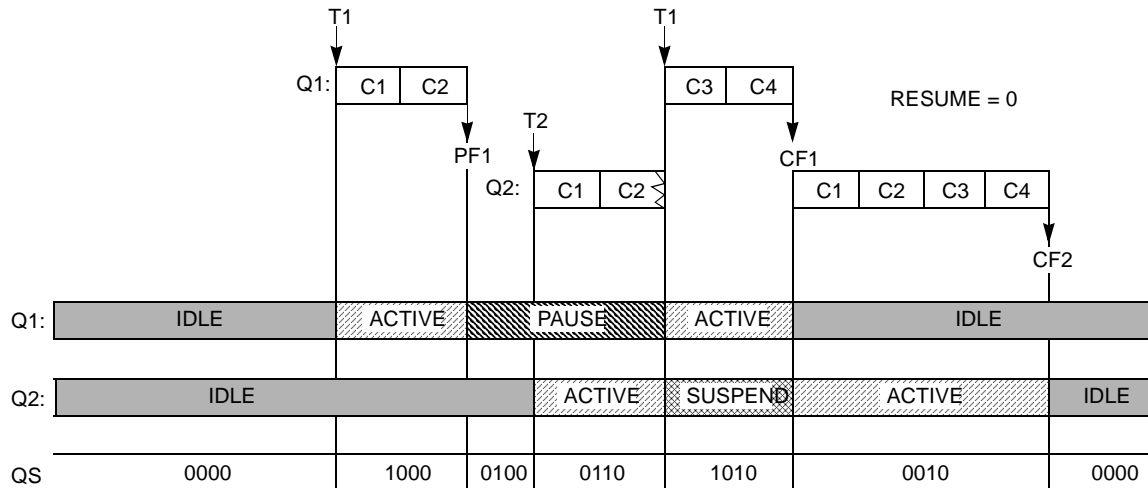 T1 T1
Q1: C1 C2 C3 C4 RESUME = 0
T2
PF1 CF1
Q2: C1 C2 C1 C2 C3 C4
CF2
Q1: IDLE ACTIVE PAUSE ACTIVE IDLE
Q2: IDLE ACTIVE SUSPEND ACTIVE IDLE
QS 0000 1000 0100 0110 1010 0010 0000